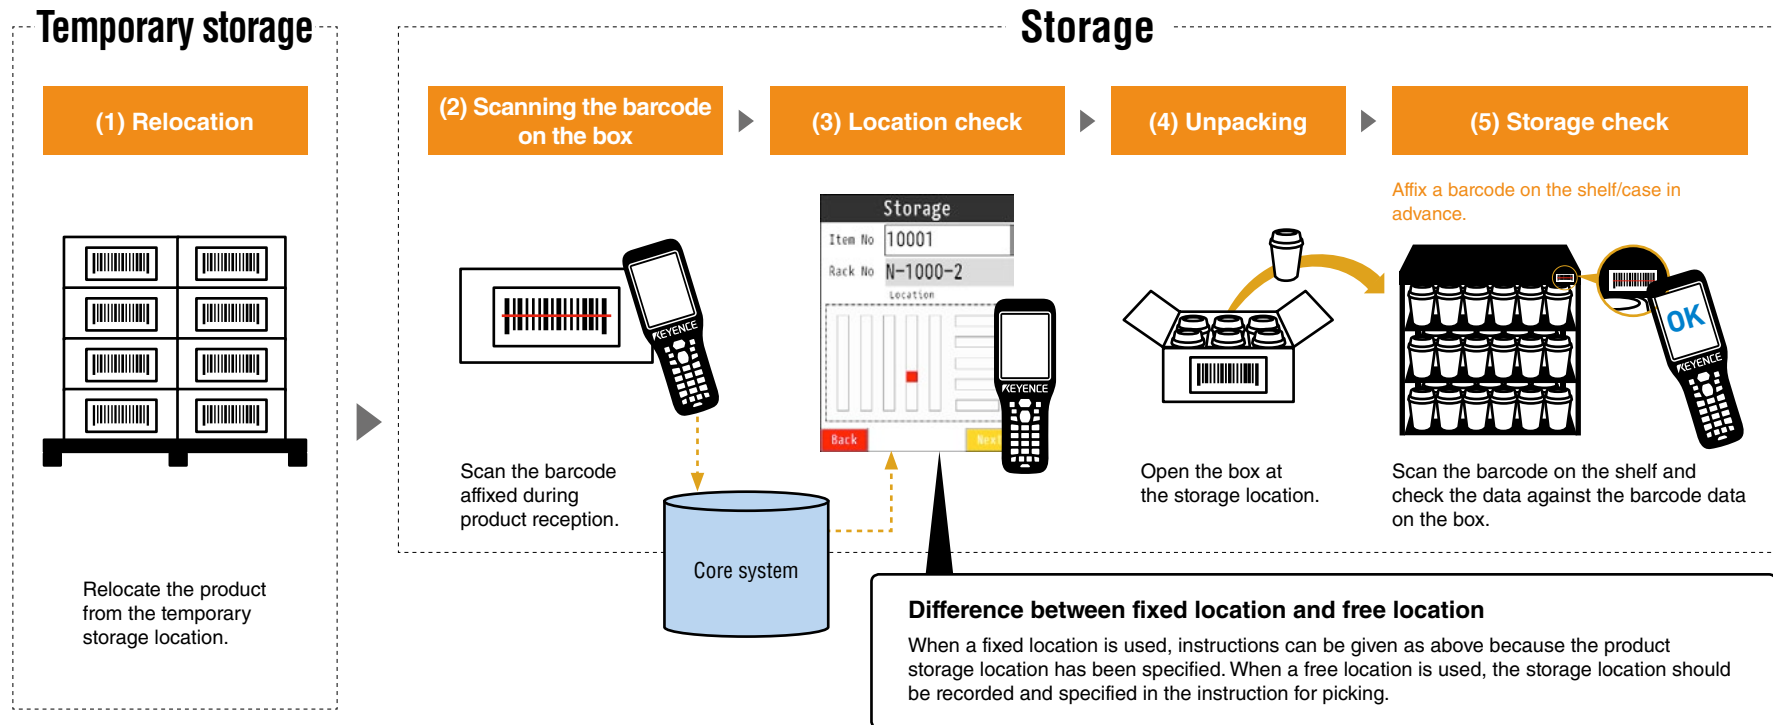 Temporary storage
(1) Relocation
Relocate the product
from the temporary
storage location.
Storage
(2) Scanning the barcode
on the box
KEYENCE
Scan the barcode
affixed during
product reception.
Core system
(3) Location check
Storage
Item No 10001
Rack No N-1000-2
Location
Back Next
KEYENCE
(4) Unpacking
Open the box at
the storage location.
(5) Storage check
Affix a barcode on the shelf/case in
advance.
OK
KEYENCE
Scan the barcode on the shelf and
check the data against the barcode data
on the box.
Difference between fixed location and free location
When a fixed location is used, instructions can be given as above because the product
storage location has been specified. When a free location is used, the storage location should
be recorded and specified in the instruction for picking.